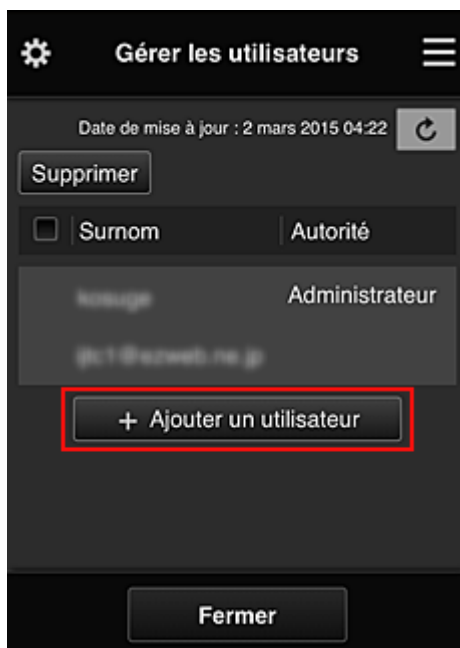 Gérer les utilisateurs
Date de mise à jour : 2 mars 2015 04:22
Supprimer
Surnom Autorité
Administrateur
+ Ajouter un utilisateur
Fermer